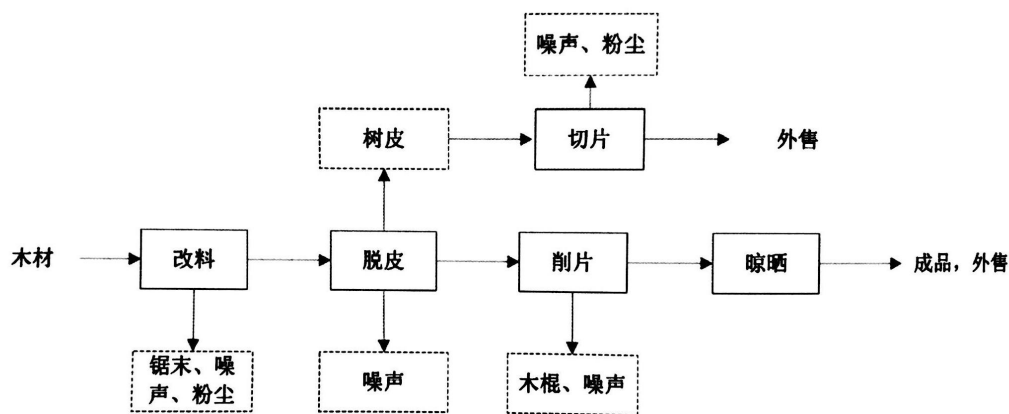 噪声、粉尘
树皮
切片
外售
木材
改料
脱皮
削片
晾晒
成品，外售
锯末、噪
声、粉尘
噪声
木棍、噪声